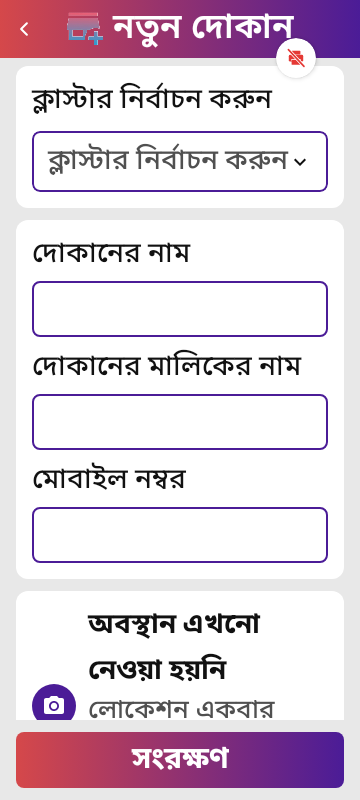 নতুন দোকান
ক্লাস্টার নির্বাচন করুন
ক্লাস্টার নির্বাচন করুন
দোকানের নাম
দোকানের মালিকের নাম
মোবাইল নম্বর
অবস্থান এখনো
নেওয়া হয়নি
লোকেশন একবার
সংরক্ষণ